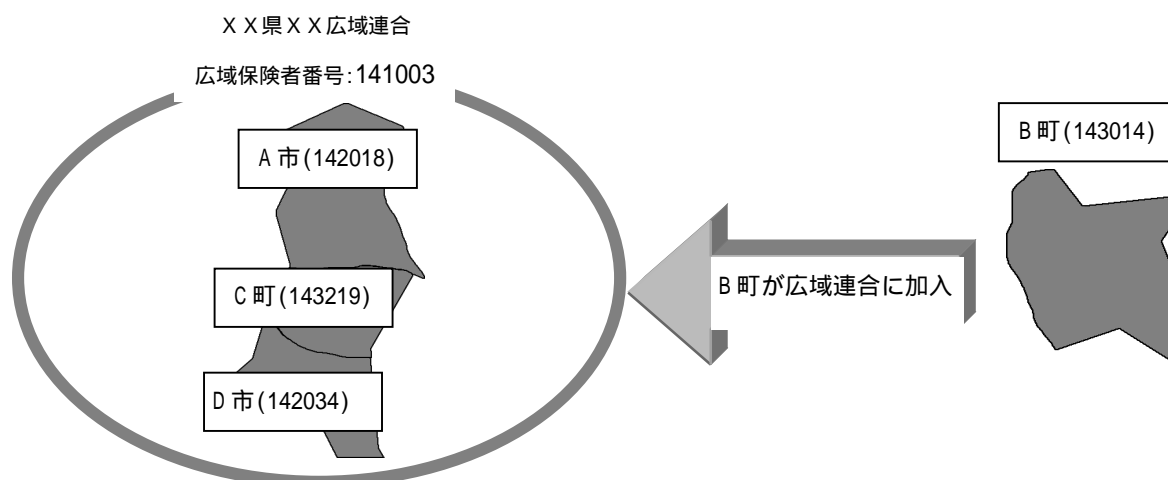 ＸＸ県ＸＸ広域連合
広域保険者番号：141003
A市(142018)
B町(143014)
B町が広域連合に加入
C町(143219)
D市(142034)